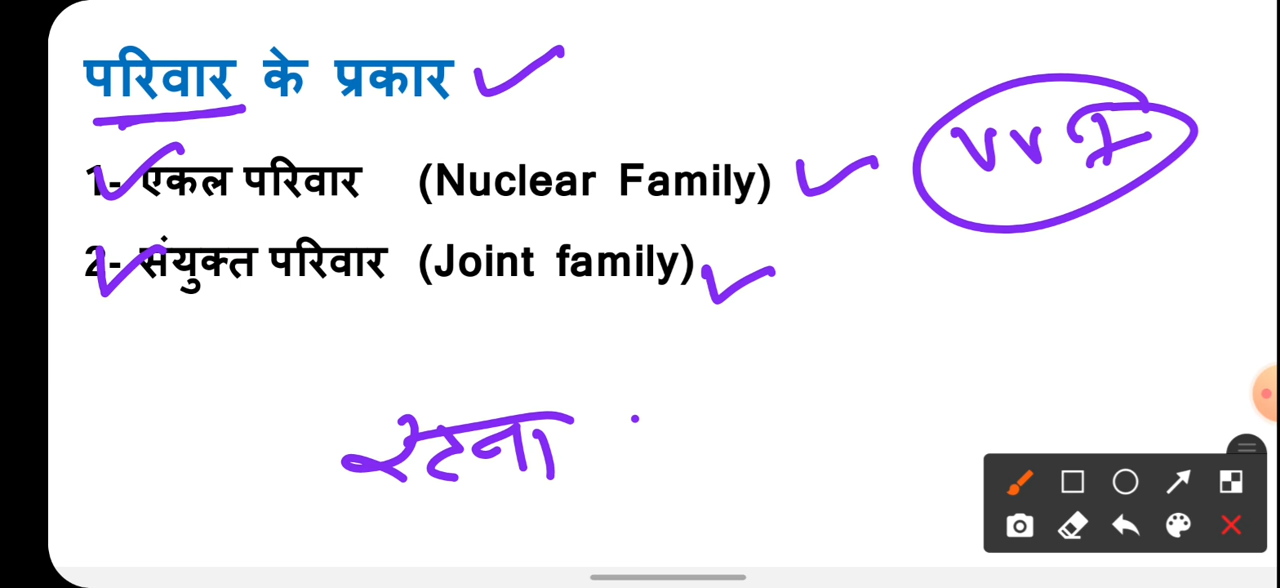 परिवार के प्रकार
VVI
1- एकल परिवार (Nuclear Family)
2- संयुक्त परिवार (Joint family)
रटना